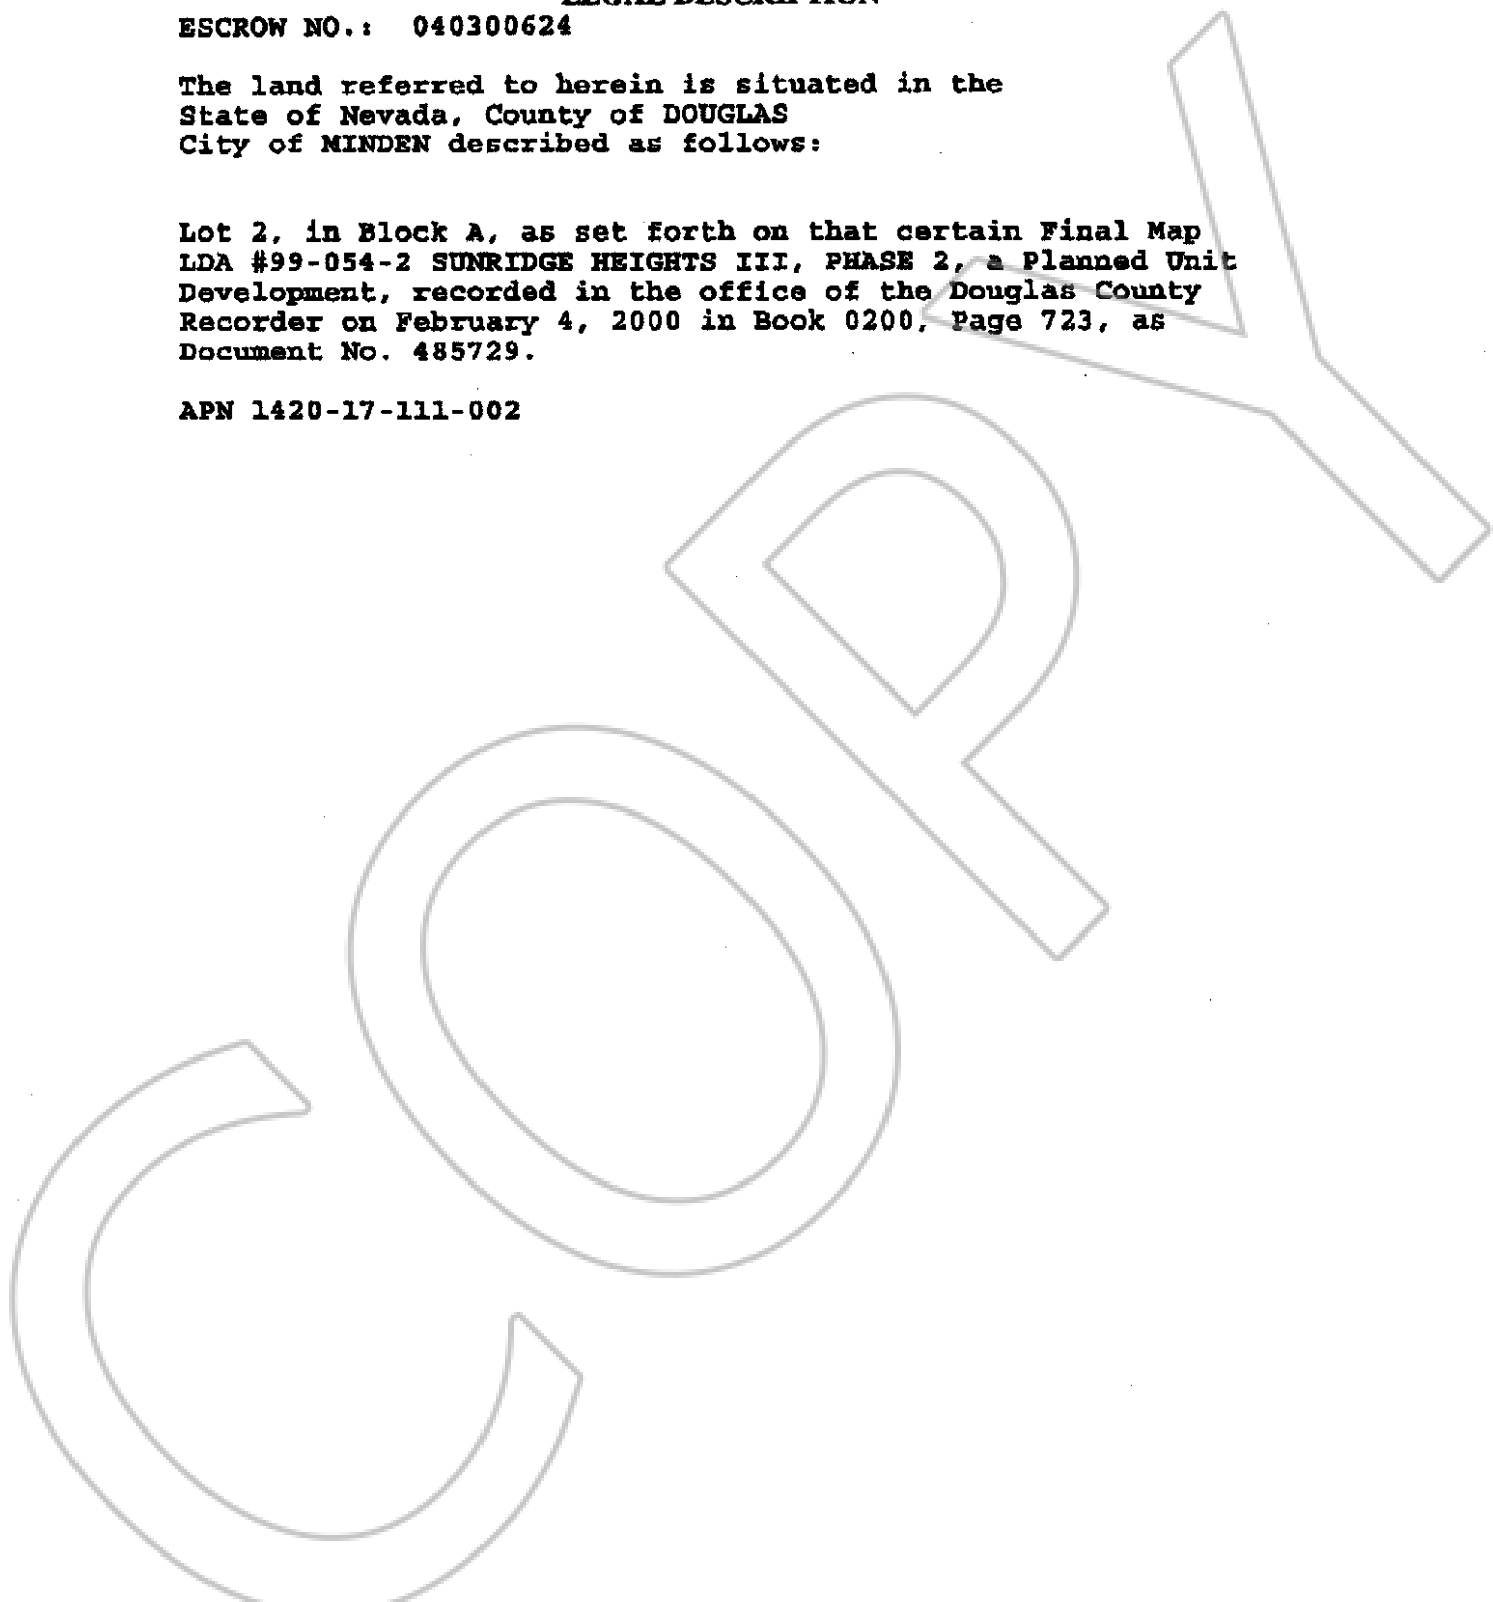 LEGAL DESCRIPTION
ESCROW NO.: 040300624
The land referred to herein is situated in the
State of Nevada, County of DOUGLAS
City of MINDEN described as follows:
Lot 2, in Block A, as set forth on that certain Final Map
LDA #99-054-2 SUNRIDGE HEIGHTS III, PHASE 2, a Planned Unit
Development, recorded in the office of the Douglas County
Recorder on February 4, 2000 in Book 0200, Page 723, as
Document No. 485729.
APN 1420-17-111-002
COPY